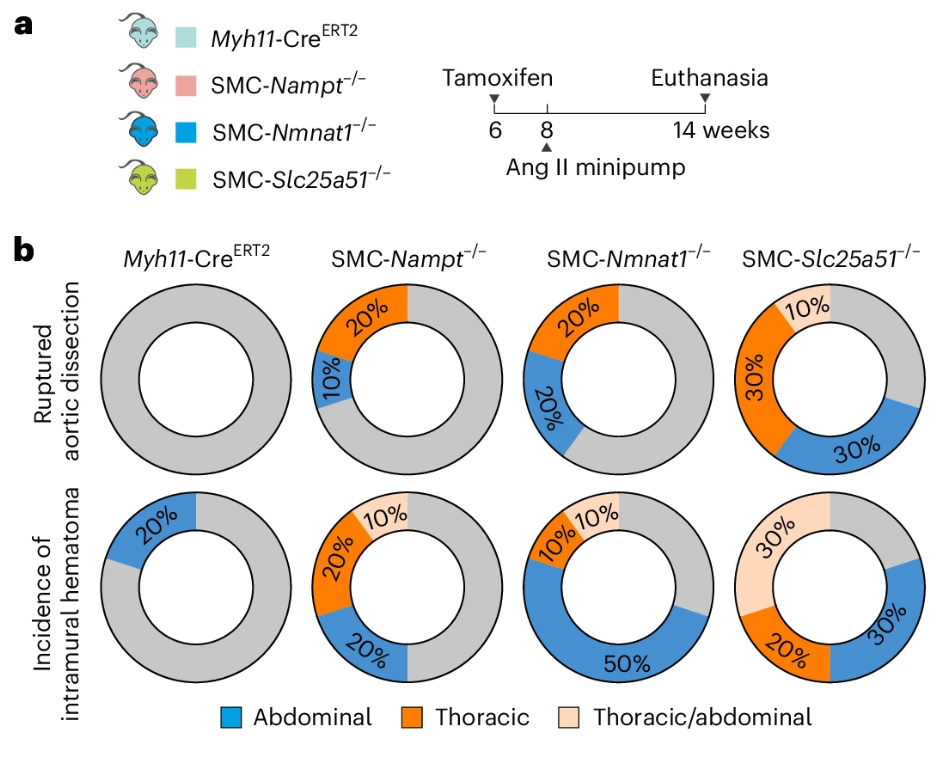 a
Myh11-CreERT2
SMC-Nampt−/−
SMC-Nmnat1−/−
SMC-Slc25a51−/−
Tamoxifen
Euthanasia
6
8
14 weeks
Ang II minipump
b
Myh11-CreERT2
SMC-Nampt−/−
SMC-Nmnat1−/−
SMC-Slc25a51−/−
Ruptured
aortic dissection
20%
10%
20%
20%
10%
30%
30%
Incidence of
intramural hematoma
20%
10%
20%
20%
10%
10%
50%
30%
20%
30%
Abdominal
Thoracic
Thoracic/abdominal